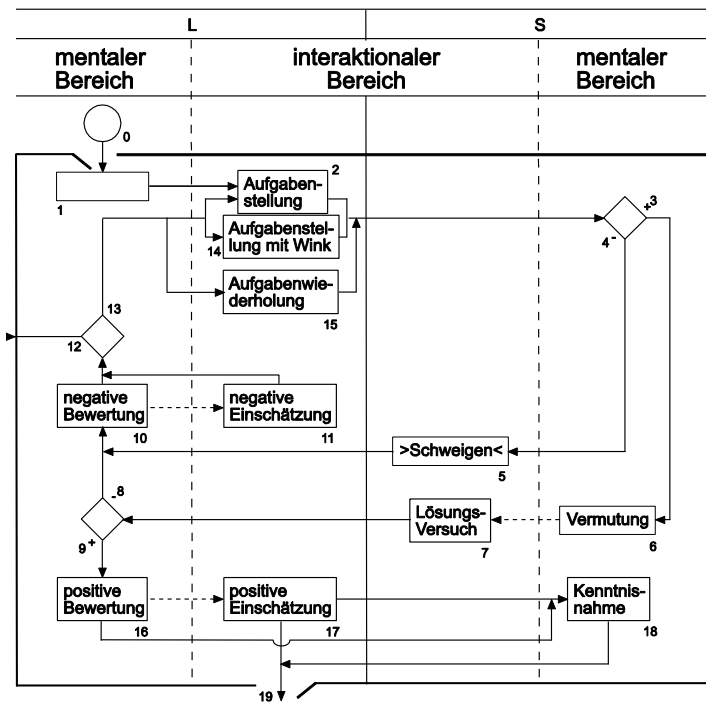 L
S
mentaler
Bereich
interaktionaler
Bereich
mentaler
Bereich
0
1
2
Aufgaben-
stellung
14
Aufgabenstel-
lung mit Wink
Aufgabenwie-
derholung
15
+3
4-
13
12
negative
Bewertung
10
negative
Einschätzung
11
>Schweigen<
5
-8
9+
Lösungs-
Versuch
7
Vermutung
6
positive
Bewertung
16
positive
Einschätzung
17
Kenntnis-
nahme
18
19